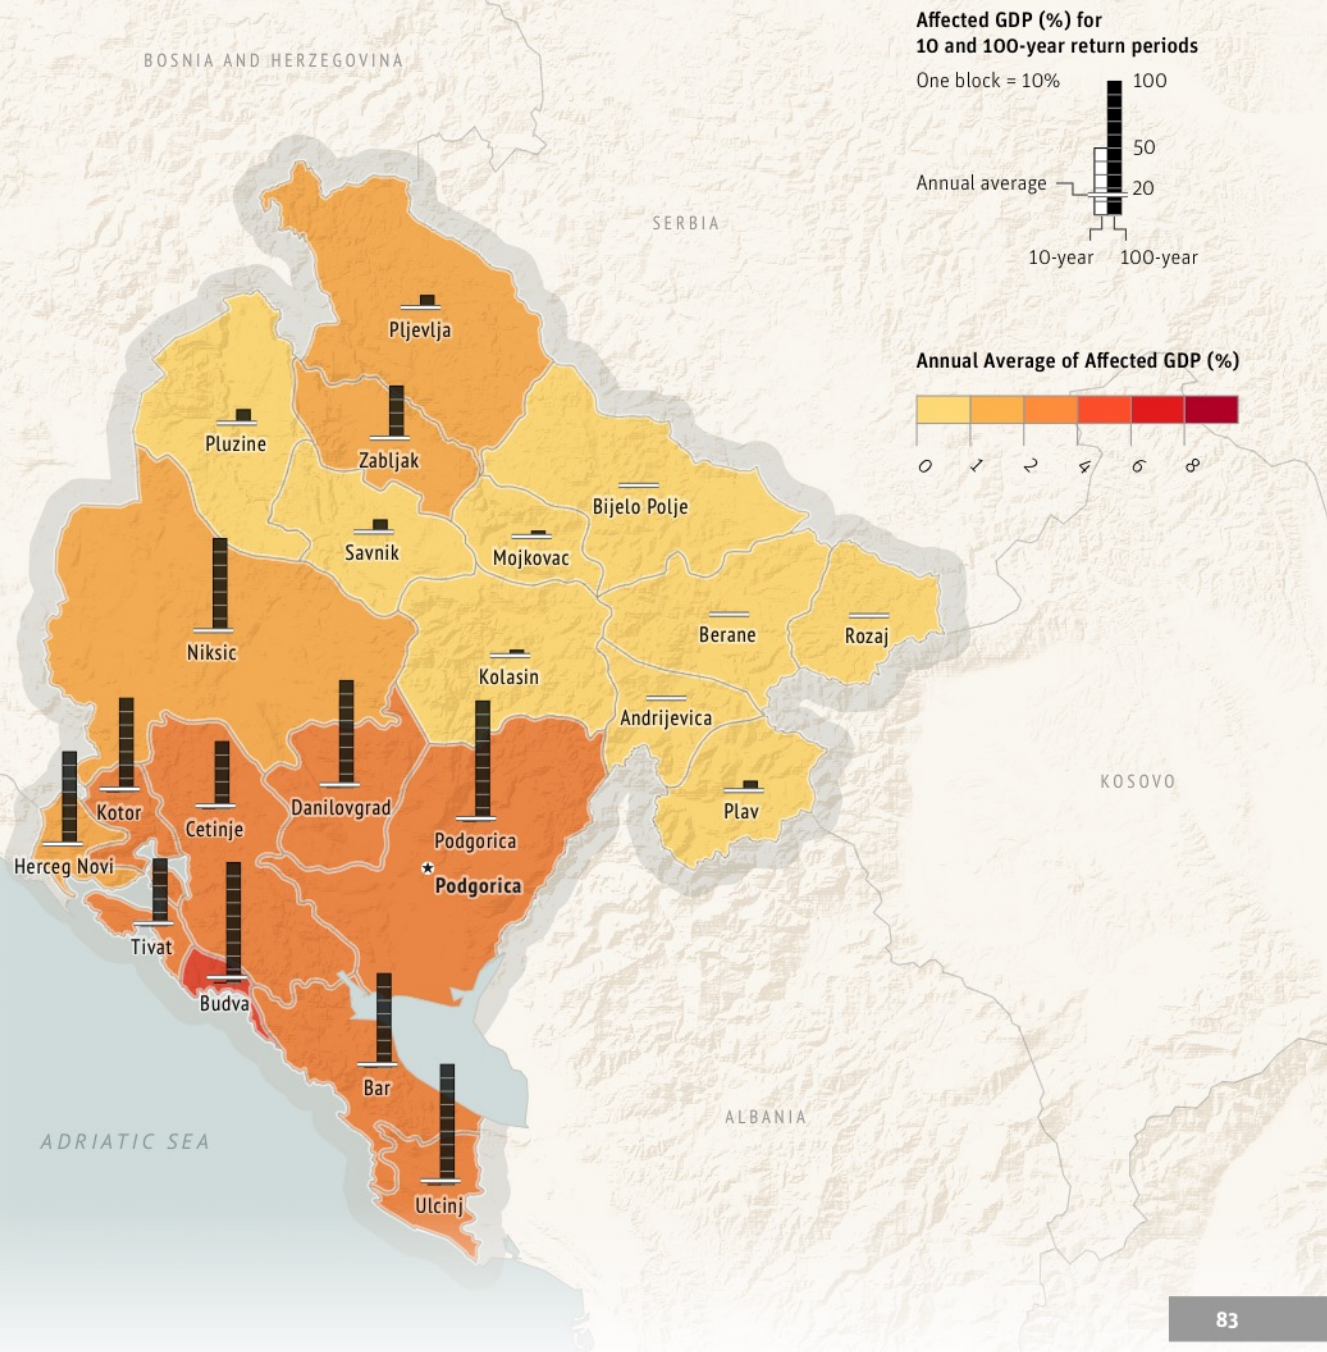 Affected GDP (%) for
10 and 100-year return periods
One block = 10%
100
50
Annual average
20
10-year
100-year
Annual Average of Affected GDP (%)
0
1
2
4
6
8
BOSNIA AND HERZEGOVINA
SERBIA
Pljevlja
Pluzine
Zabljak
Bijelo Polje
Savnik
Mojkovac
Niksic
Berane
Rozaj
Kolasin
Andrijevica
KOSOVO
Kotor
Danilovgrad
Cetinje
Plav
Podgorica
Herceg Novi
Podgorica
Tivat
Budva
Bar
ALBANIA
ADRIATIC SEA
Ulcinj
83